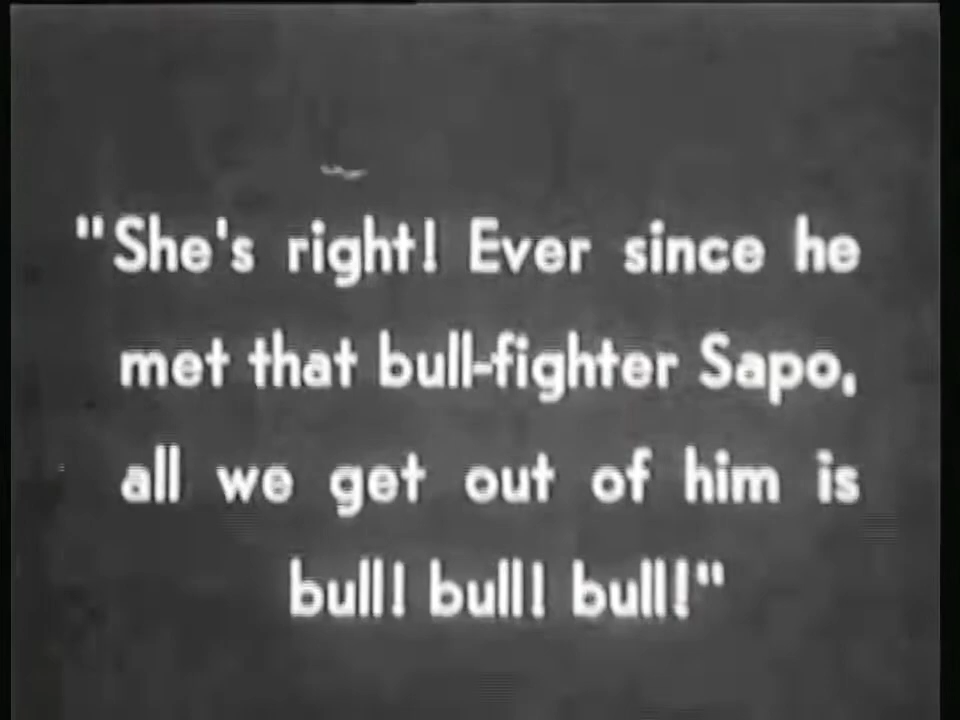 "She's right! Ever since he
met that bull-fighter Sapo,
all we get out of him is
bull! bull! bull!"